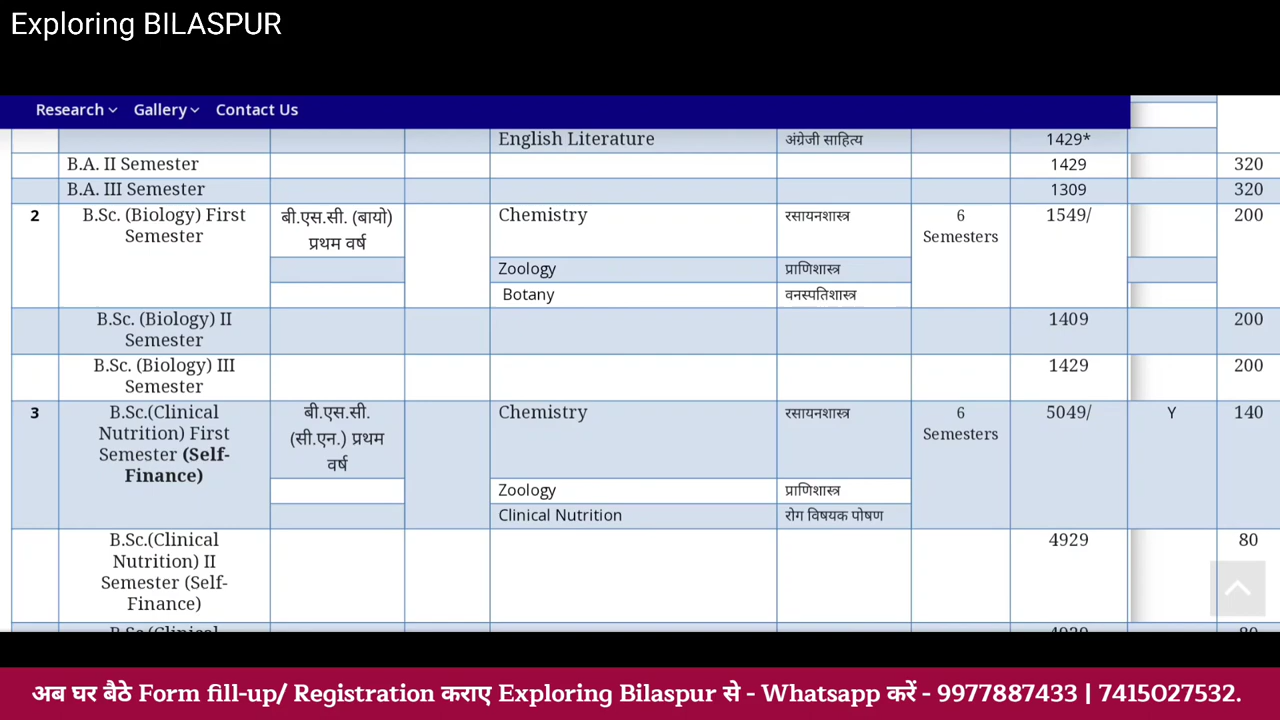 Exploring BILASPUR
Research Gallery Contact Us
English Literature अंग्रेजी साहित्य 1429*
B.A. II Semester 1429 320
B.A. III Semester 1309 320
2 B.Sc. (Biology) First बी.एस.सी. (बायो) Chemistry रसायनशास्त्र 6 1549/ 200
Semester प्रथम वर्ष Semesters
Zoology प्राणिशास्त्र
Botany वनस्पतिशास्त्र
B.Sc. (Biology) II 1409 200
Semester
B.Sc. (Biology) III 1429 200
Semester
3 B.Sc.(Clinical बी.एस.सी. Chemistry रसायनशास्त्र 6 5049/ Y 140
Nutrition) First (सी.एन.) प्रथम Semesters
Semester (Self- वर्ष
Finance)
Zoology प्राणिशास्त्र
Clinical Nutrition रोग विषयक पोषण
B.Sc.(Clinical 4929 80
Nutrition) II
Semester (Self-
Finance)
अब घर बैठे Form fill-up/ Registration कराए Exploring Bilaspur से - Whatsapp करें - 9977887433 | 7415027532.